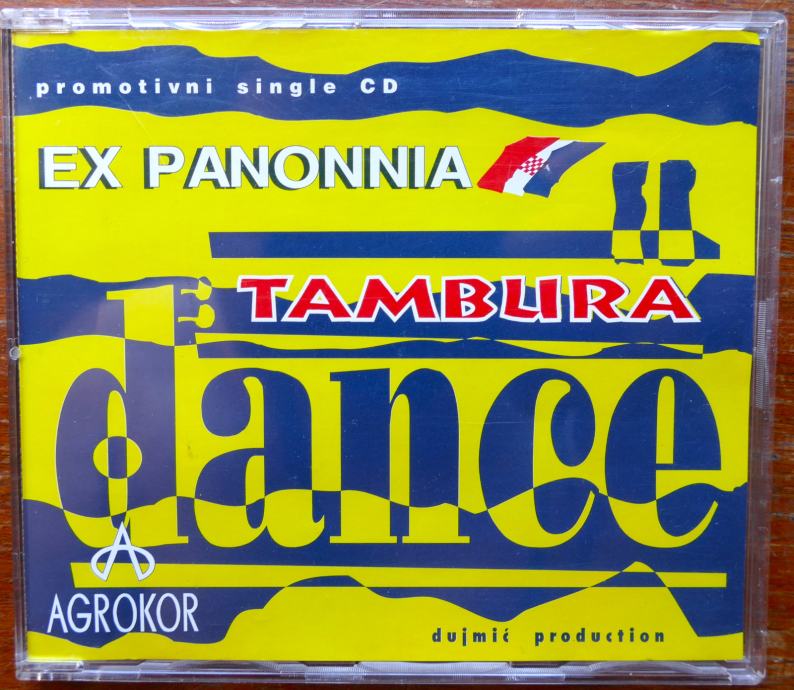 promotivni single CD
EX PANONNIA
"TAMBURA
dance"
AGROKOR
dujmić production